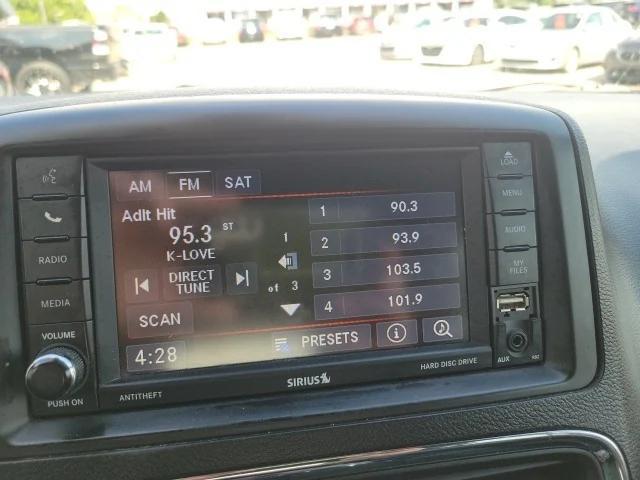 AM FM SAT
Adlt Hit
95.3 ST
K-LOVE
DIRECT
TUNE
SCAN
4:28
1
of 3
1 90.3
2 93.9
3 103.5
4 101.9
PRESETS
RADIO
MEDIA
VOLUME
PUSH ON
ANTITHEFT
SIRIUS
HARD DISC DRIVE
LOAD
MENU
AUDIO
MY
FILES
AUX